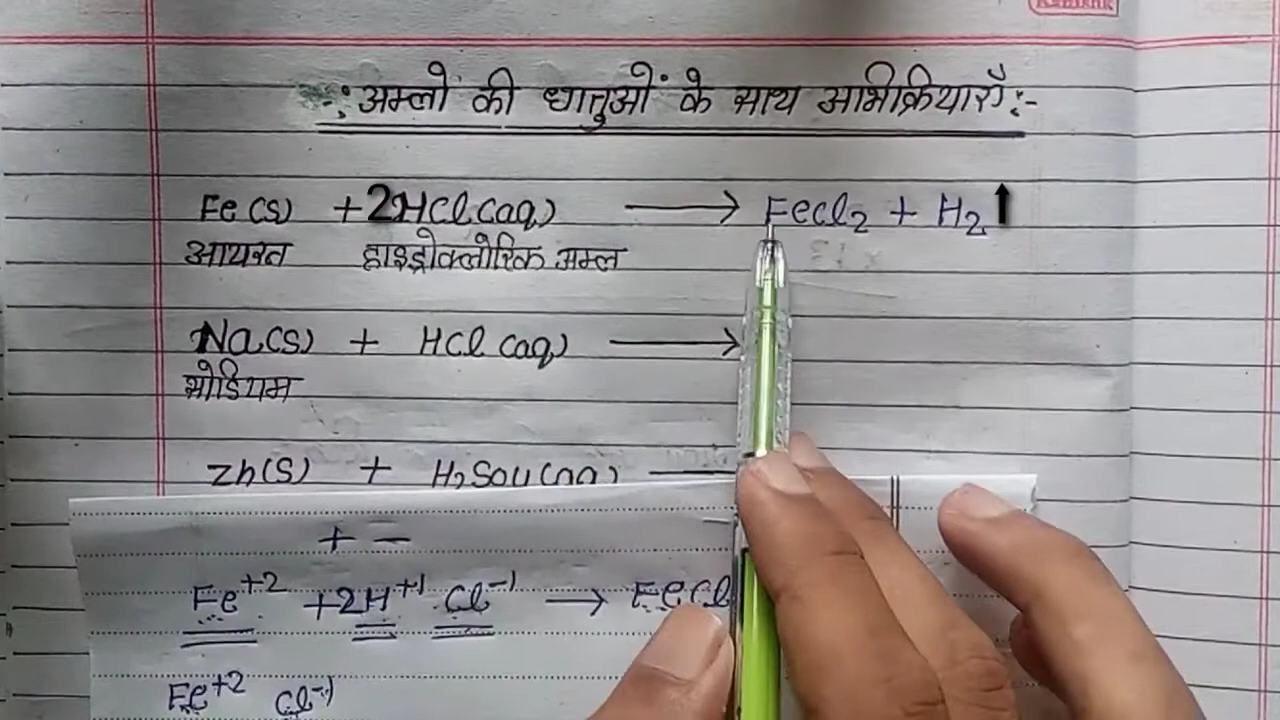 :- अम्लों की धातुओं के साथ अभिक्रियाएँ :-
Fe(s) + 2HCl(aq) ⟶ FeCl₂ + H₂ ↑
आयरन हाइड्रोक्लोरिक अम्ल
Na(s) + HCl(aq) ⟶
सोडियम
Zn(s) + H₂SO₄(aq) —
+ −
Fe⁺² + 2H⁺¹ Cl⁻¹ ⟶ FeCl
Fe⁺² Cl⁻¹